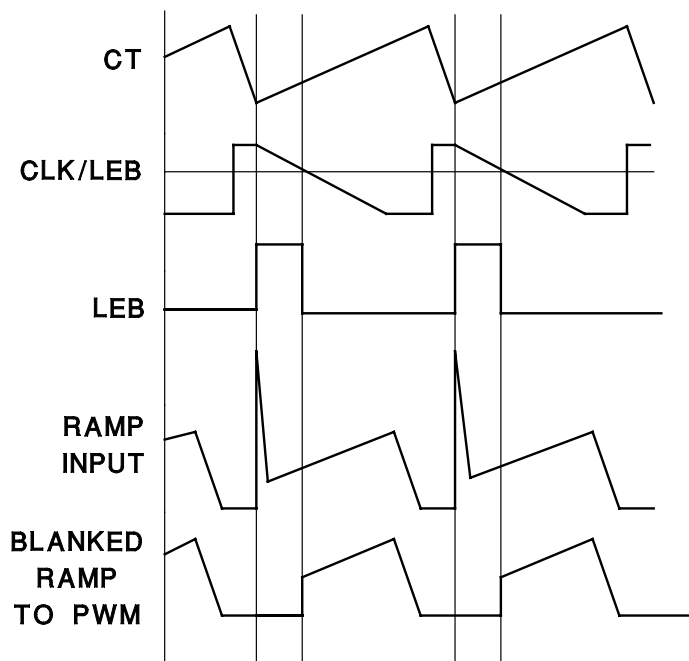 CT
CLK/LEB
LEB
RAMP
INPUT
BLANKED
RAMP
TO PWM